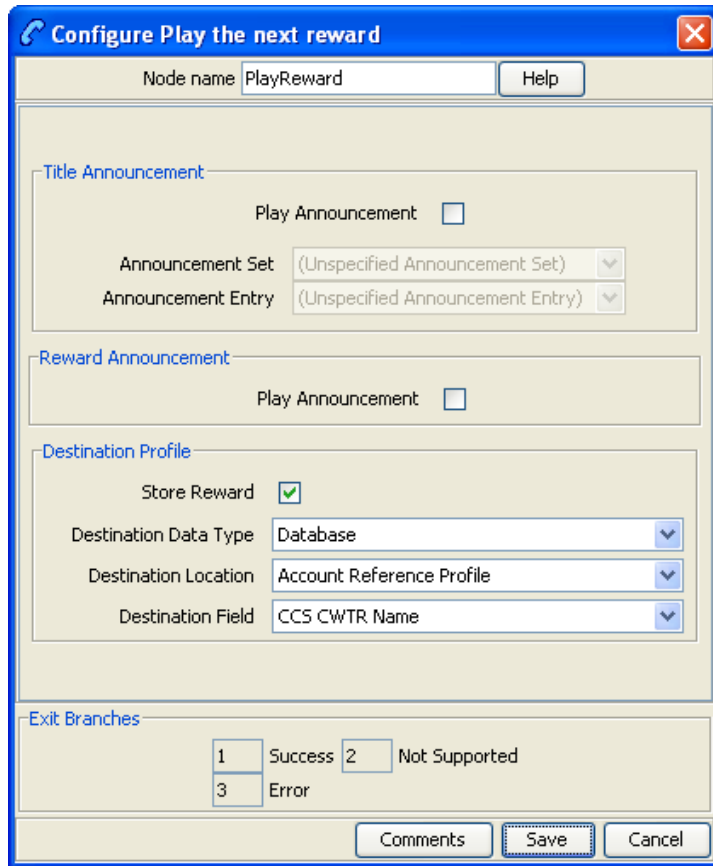 Configure Play the next reward
Node name PlayReward Help
Title Announcement
Play Announcement
Announcement Set (Unspecified Announcement Set)
Announcement Entry (Unspecified Announcement Entry)
Reward Announcement
Play Announcement
Destination Profile
Store Reward
Destination Data Type Database
Destination Location Account Reference Profile
Destination Field CCS CWTR Name
Exit Branches
1 Success 2 Not Supported
3 Error
Comments Save Cancel